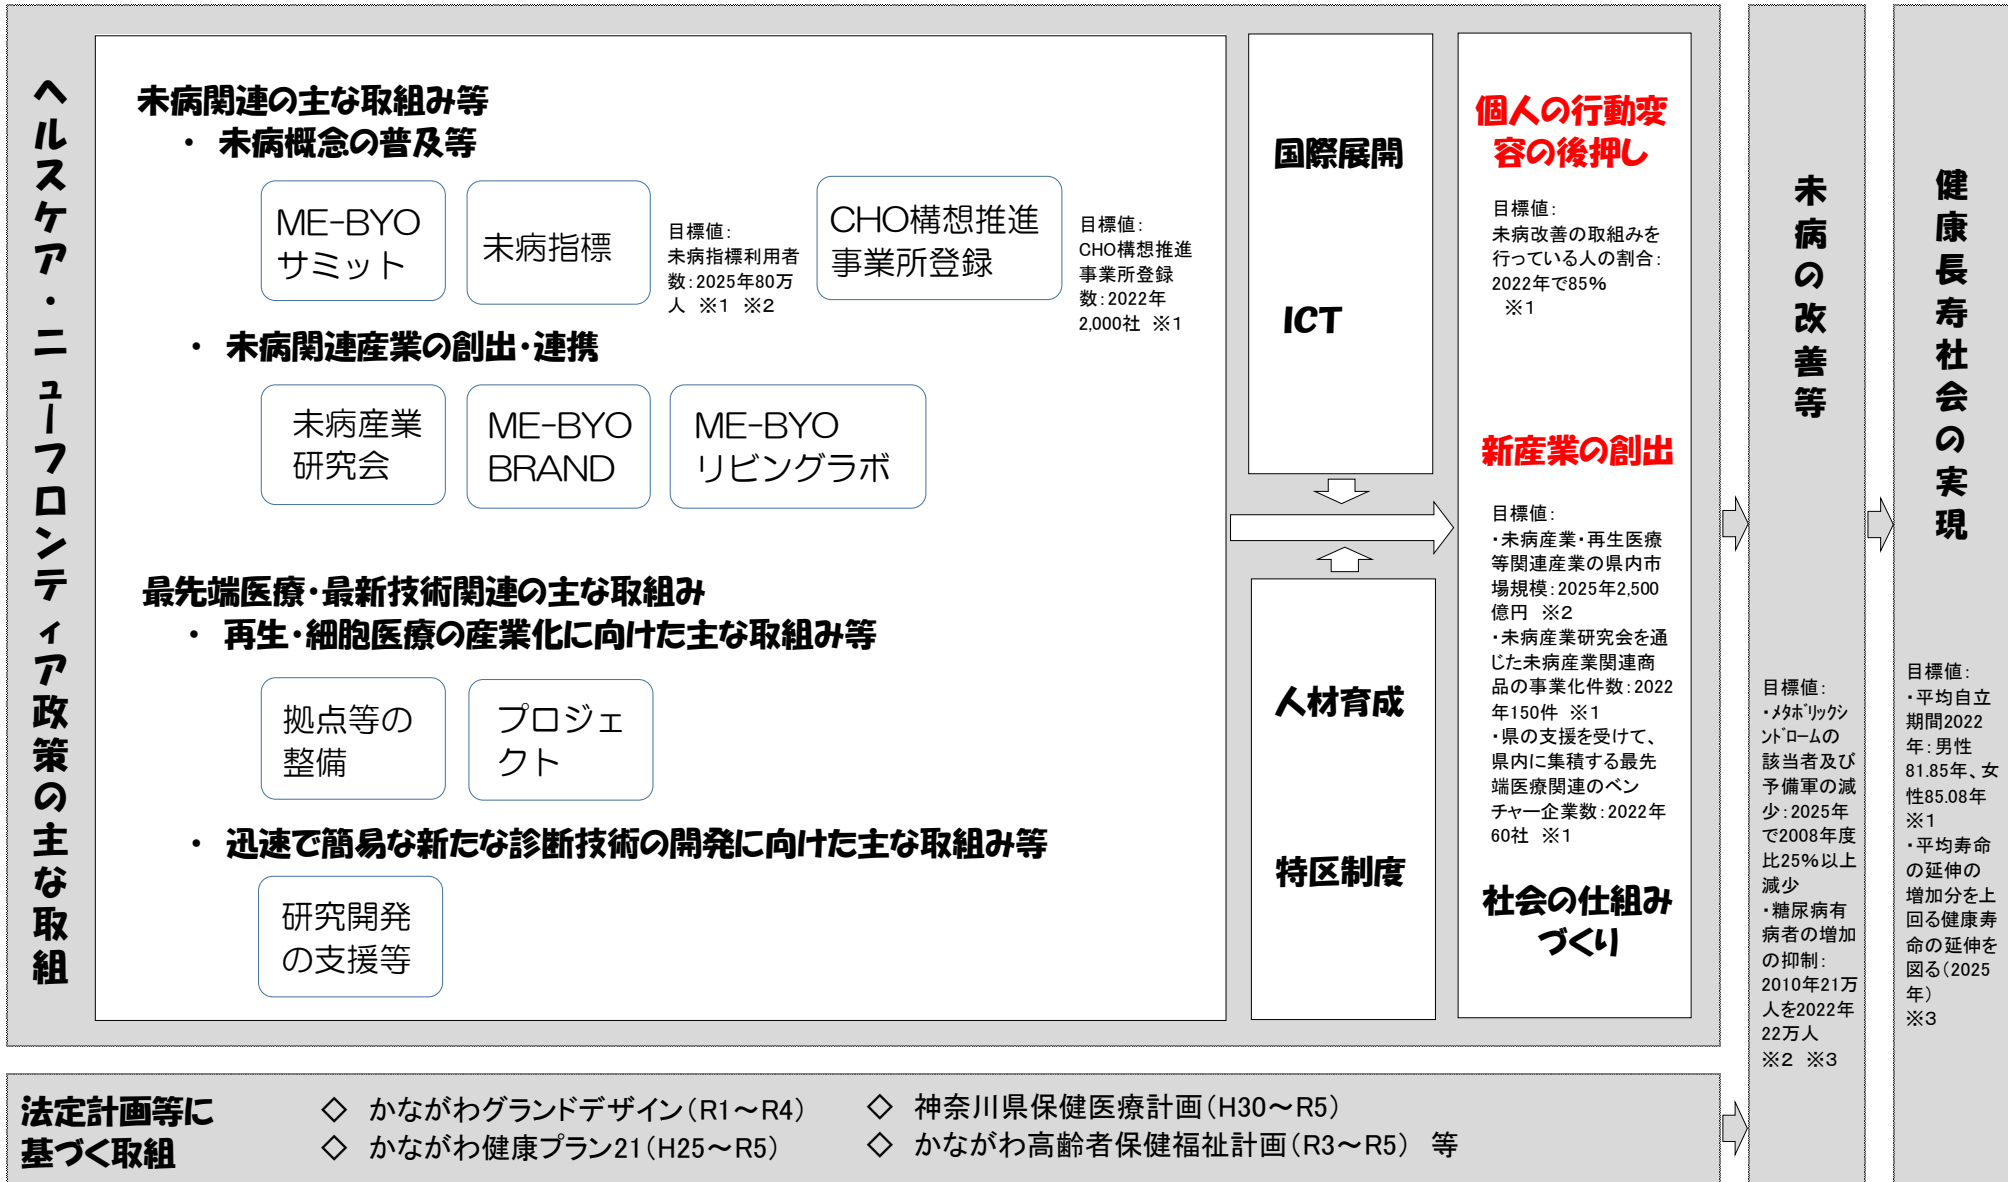 ヘルスケア・ニューフロンティア政策の主な取組
未病関連の主な取組み等
・ 未病概念の普及等
ME-BYO
サミット
未病指標
目標値：
未病指標利用者
数：2025年80万
人 ※1 ※2
CHO構想推進
事業所登録
目標値：
CHO構想推進
事業所登録
数：2022年
2,000社 ※1
・ 未病関連産業の創出・連携
未病産業
研究会
ME-BYO
BRAND
ME-BYO
リビングラボ
最先端医療・最新技術関連の主な取組み
・ 再生・細胞医療の産業化に向けた主な取組み等
拠点等の
整備
プロジェ
クト
・ 迅速で簡易な新たな診断技術の開発に向けた主な取組み等
研究開発
の支援等
国際展開
ICT
人材育成
特区制度
個人の行動変
容の後押し
目標値：
未病改善の取組みを
行っている人の割合：
2022年で85%
※1
新産業の創出
目標値：
・未病産業・再生医療
等関連産業の県内市
場規模：2025年2,500
億円 ※2
・未病産業研究会を通
じた未病産業関連商
品の事業化件数：2022
年150件 ※1
・県の支援を受けて、
県内に集積する最先
端医療関連のベン
チャー企業数：2022年
60社 ※1
社会の仕組み
づくり
未病の改善等
目標値：
・ﾒﾀﾎﾞﾘｯｸｼ
ﾝﾄﾞﾛｰﾑの
該当者及び
予備軍の減
少：2025年
で2008年度
比25%以上
減少
・糖尿病有
病者の増加
の抑制：
2010年21万
人を2022年
22万人
※2 ※3
健康長寿社会の実現
目標値：
・平均自立
期間2022
年：男性
81.85年、女
性85.08年
※1
・平均寿命
の延伸の
増加分を上
回る健康寿
命の延伸を
図る（2025
年）
※3
法定計画等に
基づく取組
◇ かながわグランドデザイン（R1～R4）
◇ かながわ健康プラン21（H25～R5）
◇ 神奈川県保健医療計画（H30～R5）
◇ かながわ高齢者保健福祉計画（R3～R5） 等